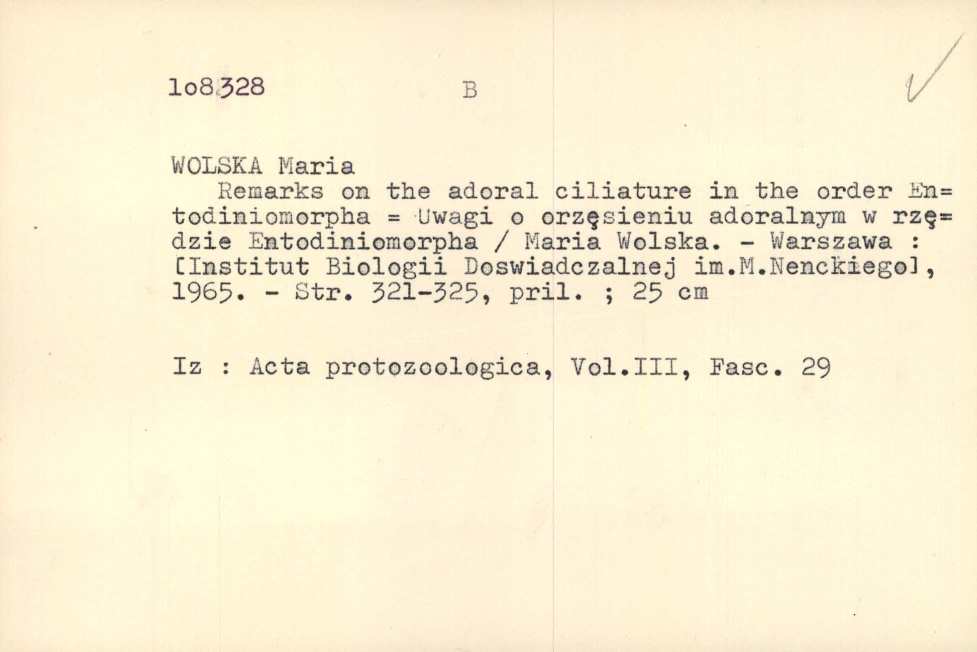 lo8328 B
WOLSKA Maria
Remarks on the adoral ciliature in the order En=
todiniomorpha = Uwagi o orzęsieniu adoralnym w rzę=
dzie Entodiniomorpha / Maria Wolska. - Warszawa :
[Institut Biologii Doswiadczalnej im.M.Nenckiego],
1965. - Str. 321-325, pril. ; 25 cm
Iz : Acta protozoologica, Vol.III, Fasc. 29